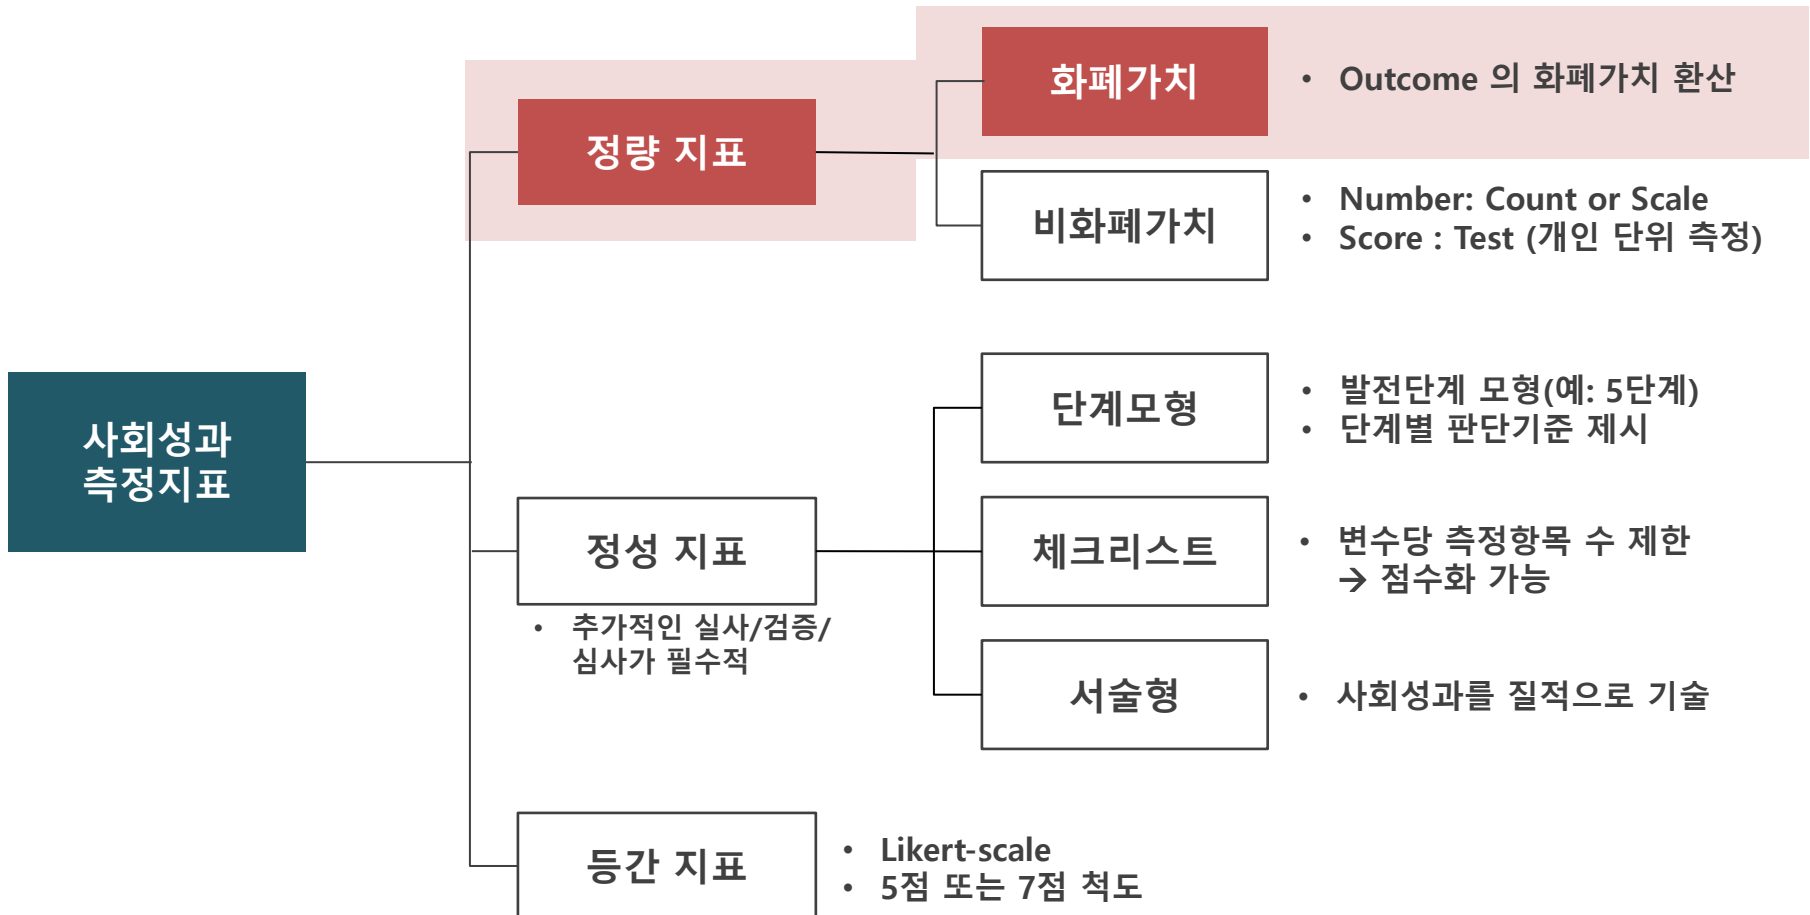 사회성과
측정지표
정량 지표
화폐가치
• Outcome 의 화폐가치 환산
비화폐가치
• Number: Count or Scale
• Score : Test (개인 단위 측정)
정성 지표
• 추가적인 실사/검증/
심사가 필수적
단계모형
• 발전단계 모형(예: 5단계)
• 단계별 판단기준 제시
체크리스트
• 변수당 측정항목 수 제한
→ 점수화 가능
서술형
• 사회성과를 질적으로 기술
등간 지표
• Likert-scale
• 5점 또는 7점 척도